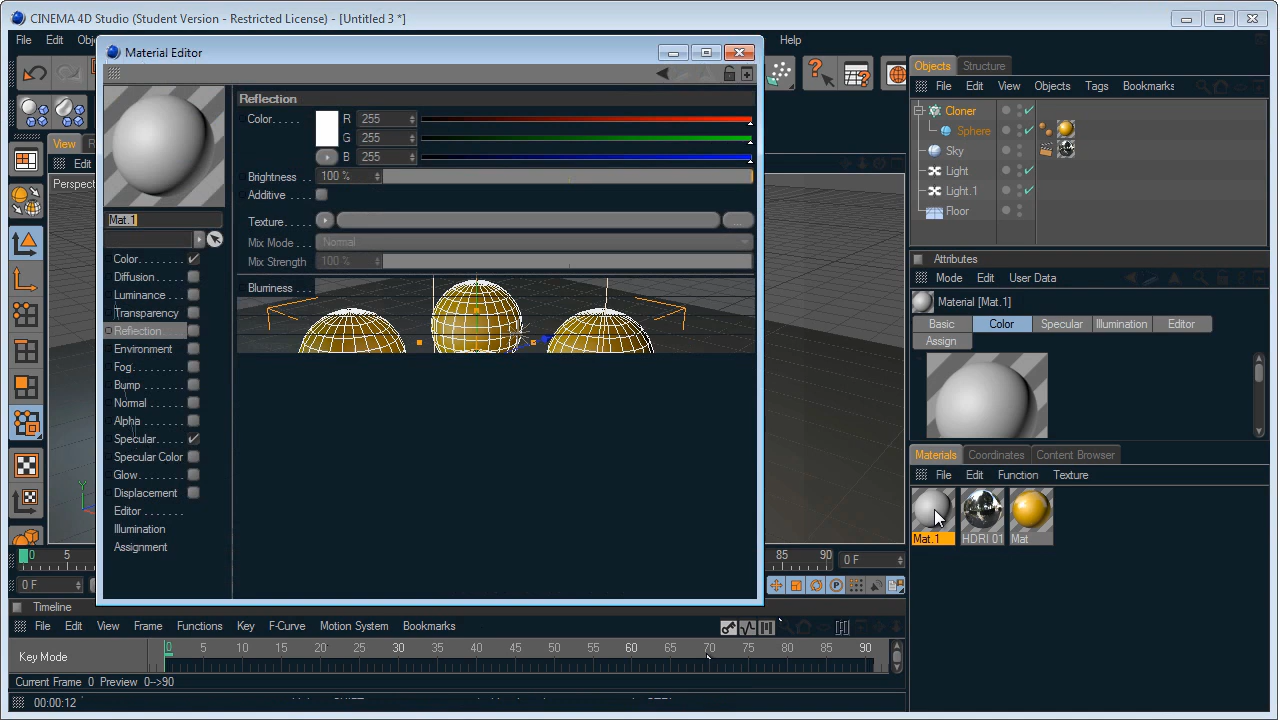 CINEMA 4D Studio (Student Version - Restricted License) - [Untitled 3 *]
File Edit Obj Help
Material Editor
Reflection
Color
R 255
G 255
B 255
Brightness 100 %
Additive
Texture
Mix Mode Normal
Mix Strength 100 %
Blurriness
Mat.1
Color
Diffusion
Luminance
Transparency
Reflection
Environment
Fog
Bump
Normal
Alpha
Specular
Specular Color
Glow
Displacement
Editor
Illumination
Assignment
View R
Edit
Perspect
Y
Objects Structure
File Edit View Objects Tags Bookmarks
Cloner
Sphere
Sky
Light
Light.1
Floor
Attributes
Mode Edit User Data
Material [Mat.1]
Basic Color Specular Illumination Editor
Assign
Materials Coordinates Content Browser
File Edit Function Texture
Mat.1 HDRI 01 Mat
0 5 85 90 0 F
0 F
Timeline
File Edit View Frame Functions Key F-Curve Motion System Bookmarks
Key Mode
0 5 10 15 20 25 30 35 40 45 50 55 60 65 70 75 80 85 90
Current Frame 0 Preview 0-->90
00:00:12